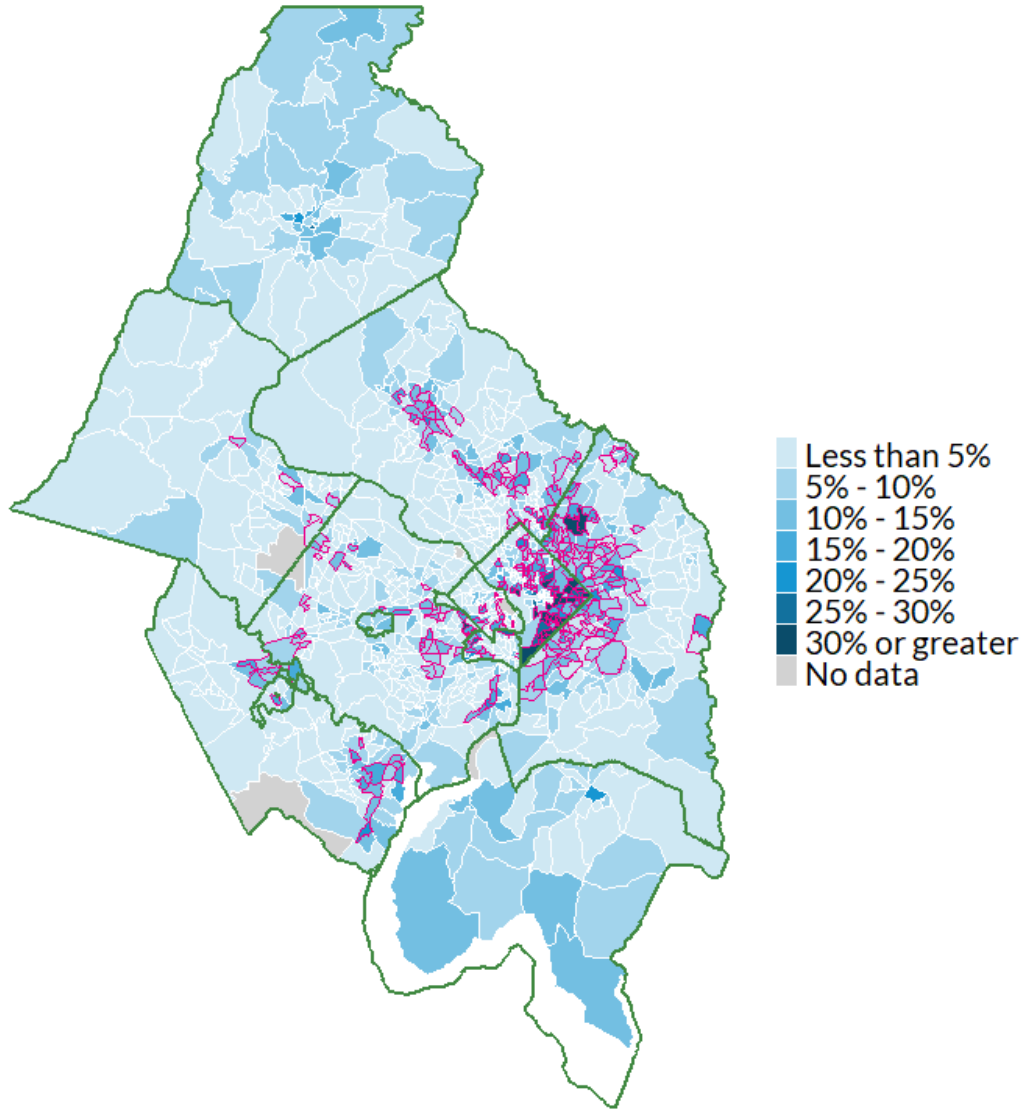 Less than 5%
5% - 10%
10% - 15%
15% - 20%
20% - 25%
25% - 30%
30% or greater
No data